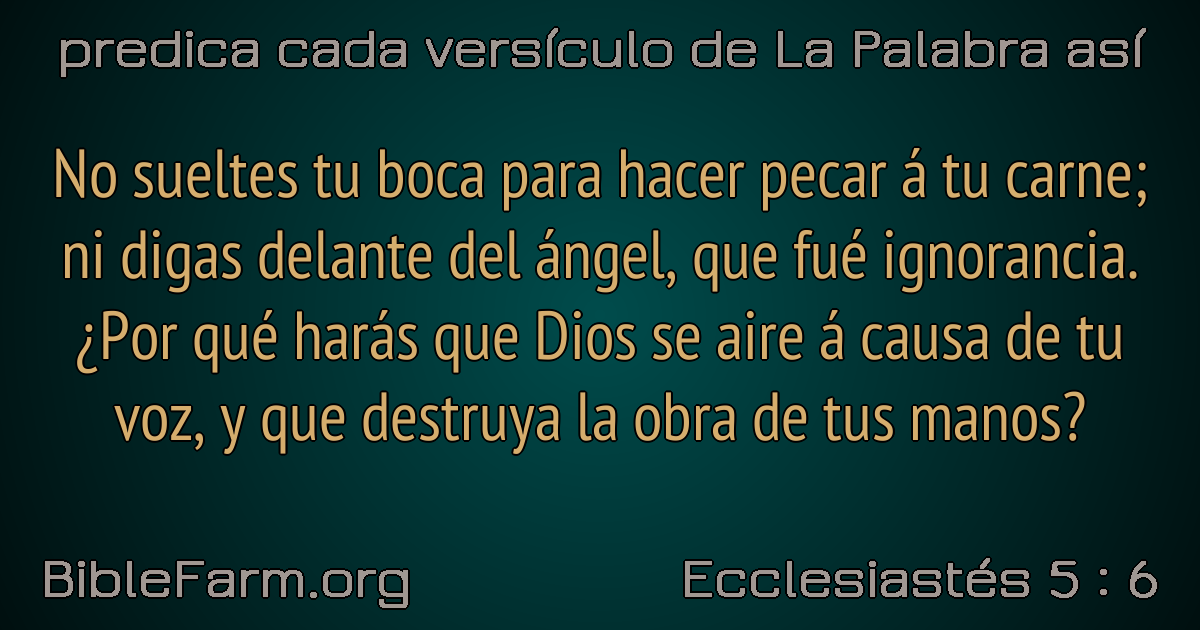 predica cada versículo de La Palabra así
No sueltes tu boca para hacer pecar á tu carne;
ni digas delante del ángel, que fué ignorancia.
¿Por qué harás que Dios se aire á causa de tu
voz, y que destruya la obra de tus manos?
BibleFarm.org
Ecclesiastés 5 : 6